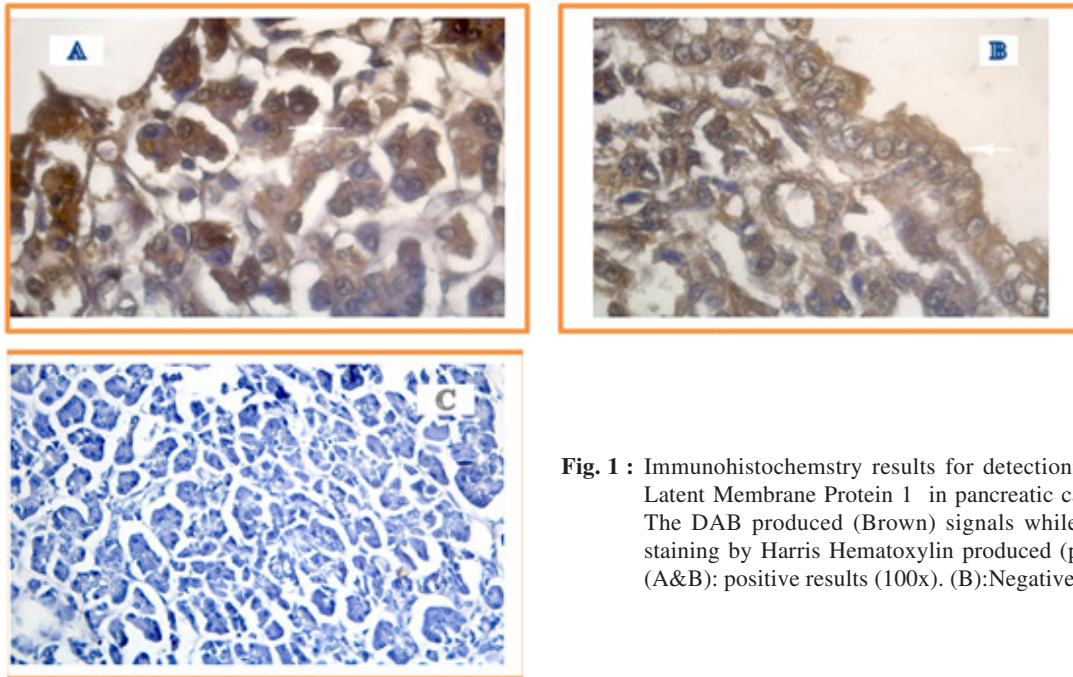 A
B
C
Fig. 1 : Immunohistochemstry results for detection
Latent Membrane Protein 1 in pancreatic
The DAB produced (Brown) signals while
staining by Harris Hematoxylin produced
(A&B): positive results (100x). (B):Negative